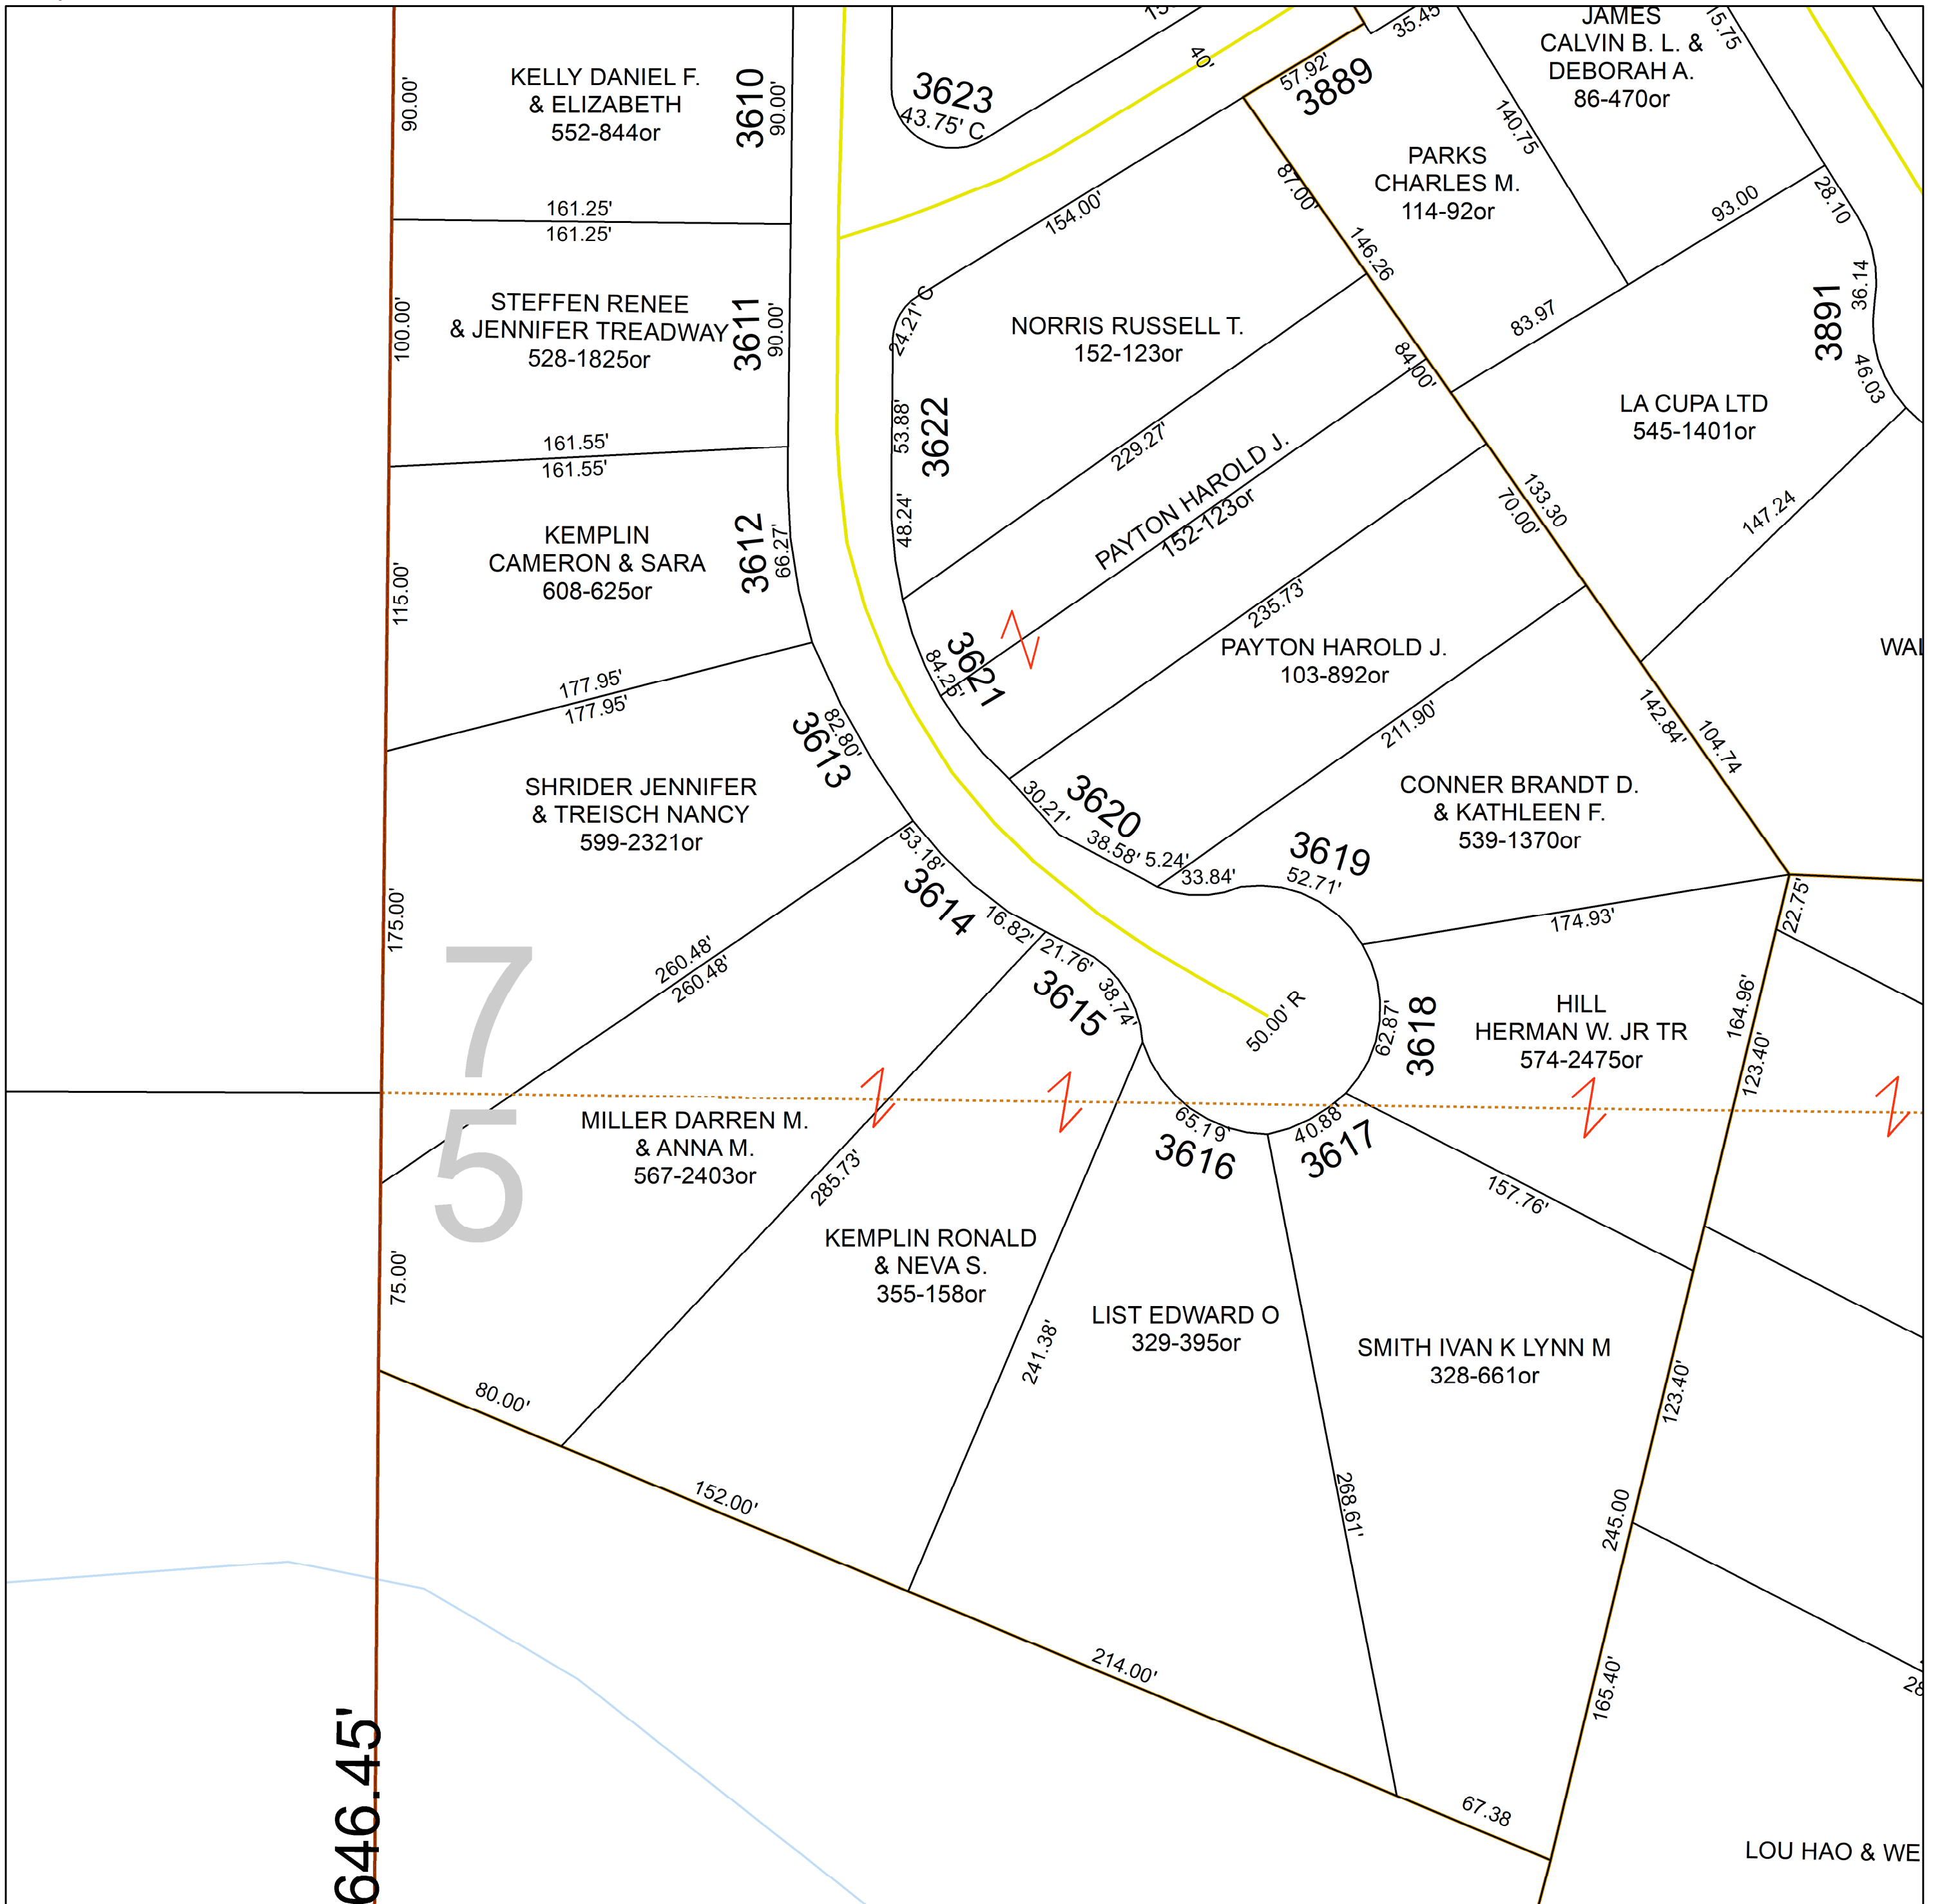 KELLY DANIEL F.
& ELIZABETH
552-844or
3610
90.00'
90.00'
3623
43.75' C
40'
57.92'
3889
35.45
JAMES
CALVIN B. L. &
DEBORAH A.
86-470or
15.75
140.75
PARKS
CHARLES M.
114-92or
93.00
28.10
161.25'
161.25'
154.00'
87.00'
146.26
STEFFEN RENEE
& JENNIFER TREADWAY
528-1825or
3611
90.00'
100.00'
24.21' C
NORRIS RUSSELL T.
152-123or
83.97
84.00'
3891
36.14
46.03
LA CUPA LTD
545-1401or
161.55'
161.55'
53.88'
3622
48.24'
229.27'
PAYTON HAROLD J.
152-123or
133.30
70.00'
147.24
KEMPLIN
CAMERON & SARA
608-625or
3612
66.27'
115.00'
235.73'
PAYTON HAROLD J.
103-892or
3621
84.25'
177.95'
177.95'
82.80'
3613
211.90'
142.84'
104.74
SHRIDER JENNIFER
& TREISCH NANCY
599-2321or
30.21'
3620
38.58'
5.24'
33.84'
3619
52.71'
CONNER BRANDT D.
& KATHLEEN F.
539-1370or
53.18'
3614
16.82'
21.76'
3615
38.74'
174.93'
22.75'
175.00'
260.48'
260.48'
7
5
50.00' R
62.87'
3618
HILL
HERMAN W. JR TR
574-2475or
164.96'
123.40'
MILLER DARREN M.
& ANNA M.
567-2403or
65.19'
3616
40.88'
3617
157.76'
285.73'
75.00'
KEMPLIN RONALD
& NEVA S.
355-158or
241.38'
LIST EDWARD O
329-395or
SMITH IVAN K LYNN M
328-661or
123.40'
80.00'
152.00'
268.61'
245.00
165.40'
214.00'
67.38
646.45'
LOU HAO & WE